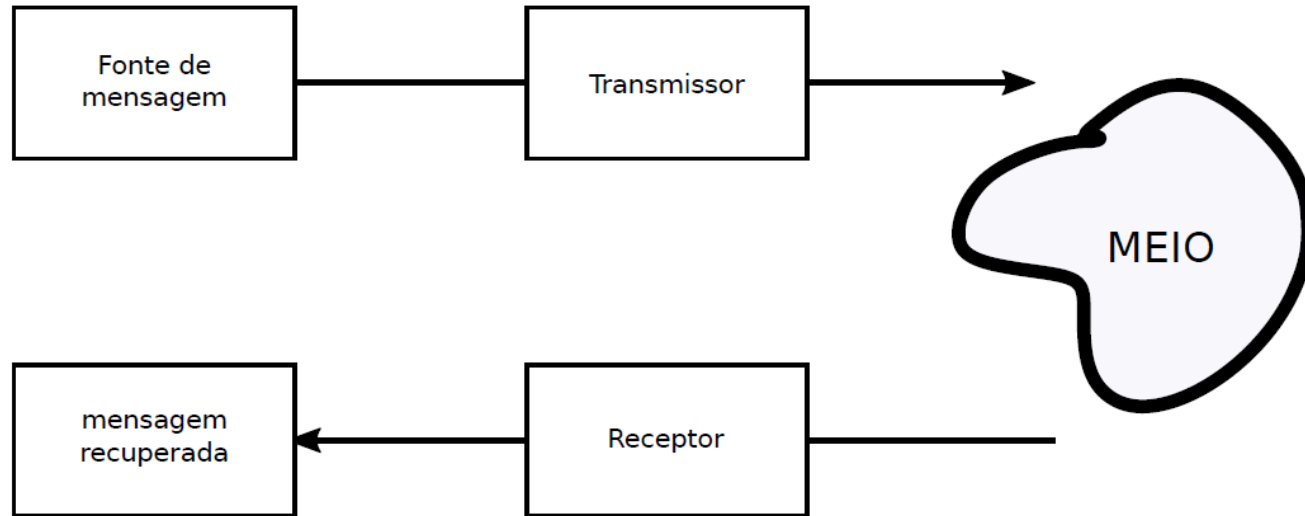 Fonte de
mensagem
Transmissor
MEIO
mensagem
recuperada
Receptor